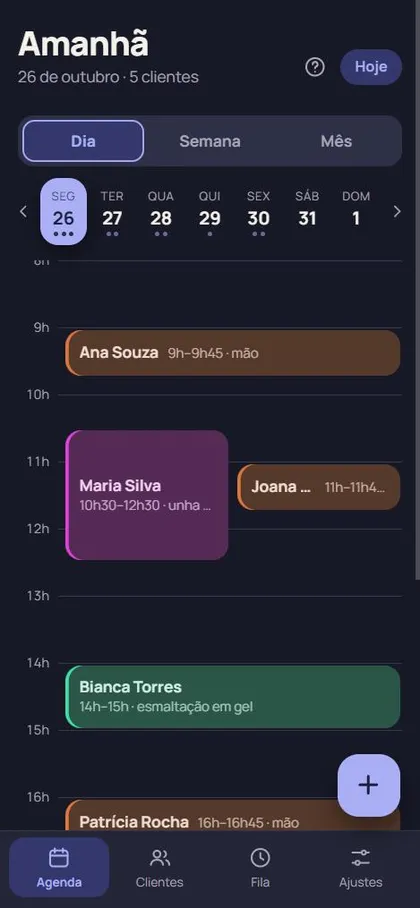 Amanhã
26 de outubro · 5 clientes
?
Hoje
Dia Semana Mês
SEG TER QUA QUI SEX SÁB DOM
26 27 28 29 30 31 1
8h
9h
Ana Souza 9h–9h45 · mão
10h
11h
Maria Silva
10h30–12h30 · unha ...
Joana ... 11h–11h4...
12h
13h
14h
Bianca Torres
14h–15h · esmaltação em gel
15h
16h
Patrícia Rocha 16h–16h45 · mão
+
Agenda Clientes Fila Ajustes